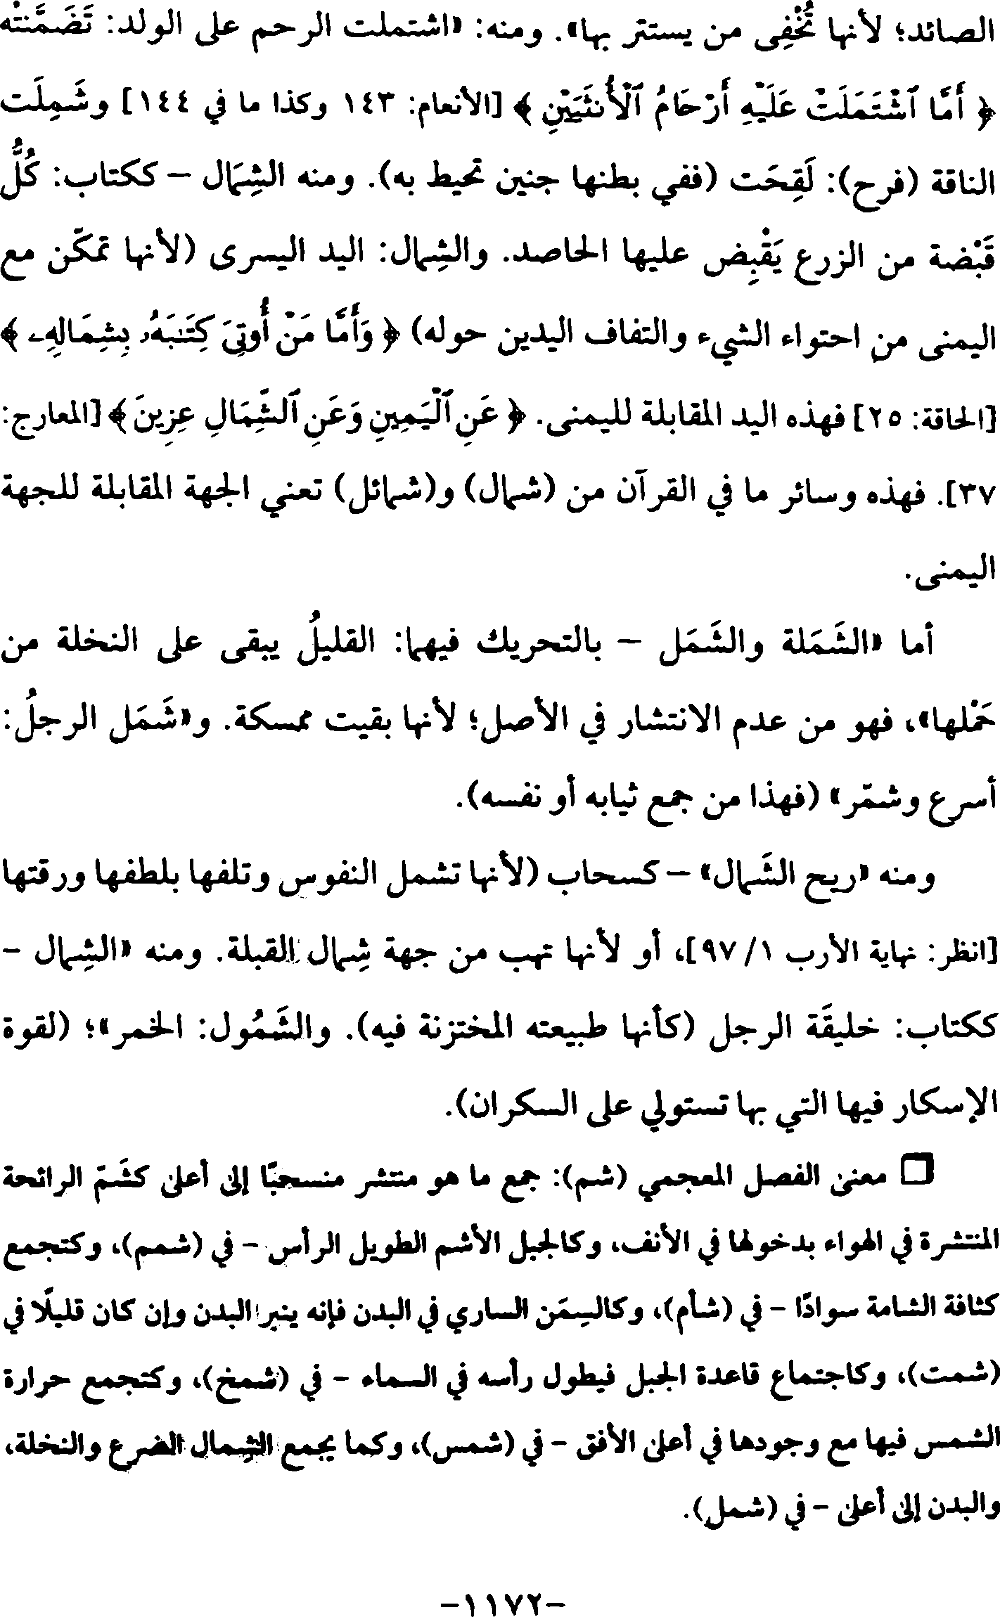 الصائد؛ لأنها تُخْفِى من يستتر بها». ومنه: «اشتملت الرحم على الولد: تَضَمَّنتْه
﴿ أَمَّا ٱشْتَمَلَتْ عَلَيْهِ أَرْحَامُ ٱلْأُنثَيَيْنِ ﴾ [الأنعام: ١٤٣ وكذا ما في ١٤٤] وشَمِلَت
الناقة (فرح): لَقِحَت (ففي بطنها جنين تحيط به). ومنه الشِمَال – ككتاب: كُلُّ
قَبْضة من الزرع يَقْبِض عليها الحاصد. والشِمال: اليد اليسرى (لأنها تمكّن مع
اليمنى من احتواء الشيء والتفاف اليدين حوله) ﴿ وَأَمَّا مَنْ أُوتِىَ كِتَـٰبَهُۥ بِشِمَالِهِۦ ﴾
[الحاقة: ٢٥] فهذه اليد المقابلة لليمنى. ﴿ عَنِ ٱلْيَمِينِ وَعَنِ ٱلشِّمَالِ عِزِينَ ﴾ [المعارج:
٣٧]. فهذه وسائر ما في القرآن من (شمال) و(شمائل) تعني الجهة المقابلة للجهة
اليمنى.
أما «الشَمَلة والشَمَل – بالتحريك فيهما: القليلُ يبقى على النخلة من
حَمْلها»، فهو من عدم الانتشار في الأصل؛ لأنها بقيت ممسكة. و«شَمَل الرجلُ:
أسرع وشمّر» (فهذا من جمع ثيابه أو نفسه).
ومنه «ريح الشَمال» – كسحاب (لأنها تشمل النفوس وتلفها بلطفها ورقتها
[انظر: نهاية الأرب ١/ ٩٧]، أو لأنها تهب من جهة شِمال القبلة. ومنه «الشِمال –
ككتاب: خليقَة الرجل (كأنها طبيعته المختزنة فيه). والشَمُول: الخمر»؛ (لقوة
الإسكار فيها التي بها تستولي على السكران).
❒ معنى الفصل المعجمي (شم): جمع ما هو منتشر منسحبًا إلى أعلى كشَمّ الرائحة
المنتشرة في الهواء بدخولها في الأنف، وكالجبل الأشم الطويل الرأس – في (شمم)، وكتجمع
كثافة الشامة سوادًا – في (شأم)، وكالسِمَن الساري في البدن فإنه ينبر البدن وإن كان قليلًا في
(شمت)، وكاجتماع قاعدة الجبل فيطول رأسه في السماء – في (شمخ)، وكتجمع حرارة
الشمس فيها مع وجودها في أعلى الأفق – في (شمس)، وكما يجمع الشِمال الضرع والنخلة،
والبدن إلى أعلى – في (شمل).
–١١٧٢–